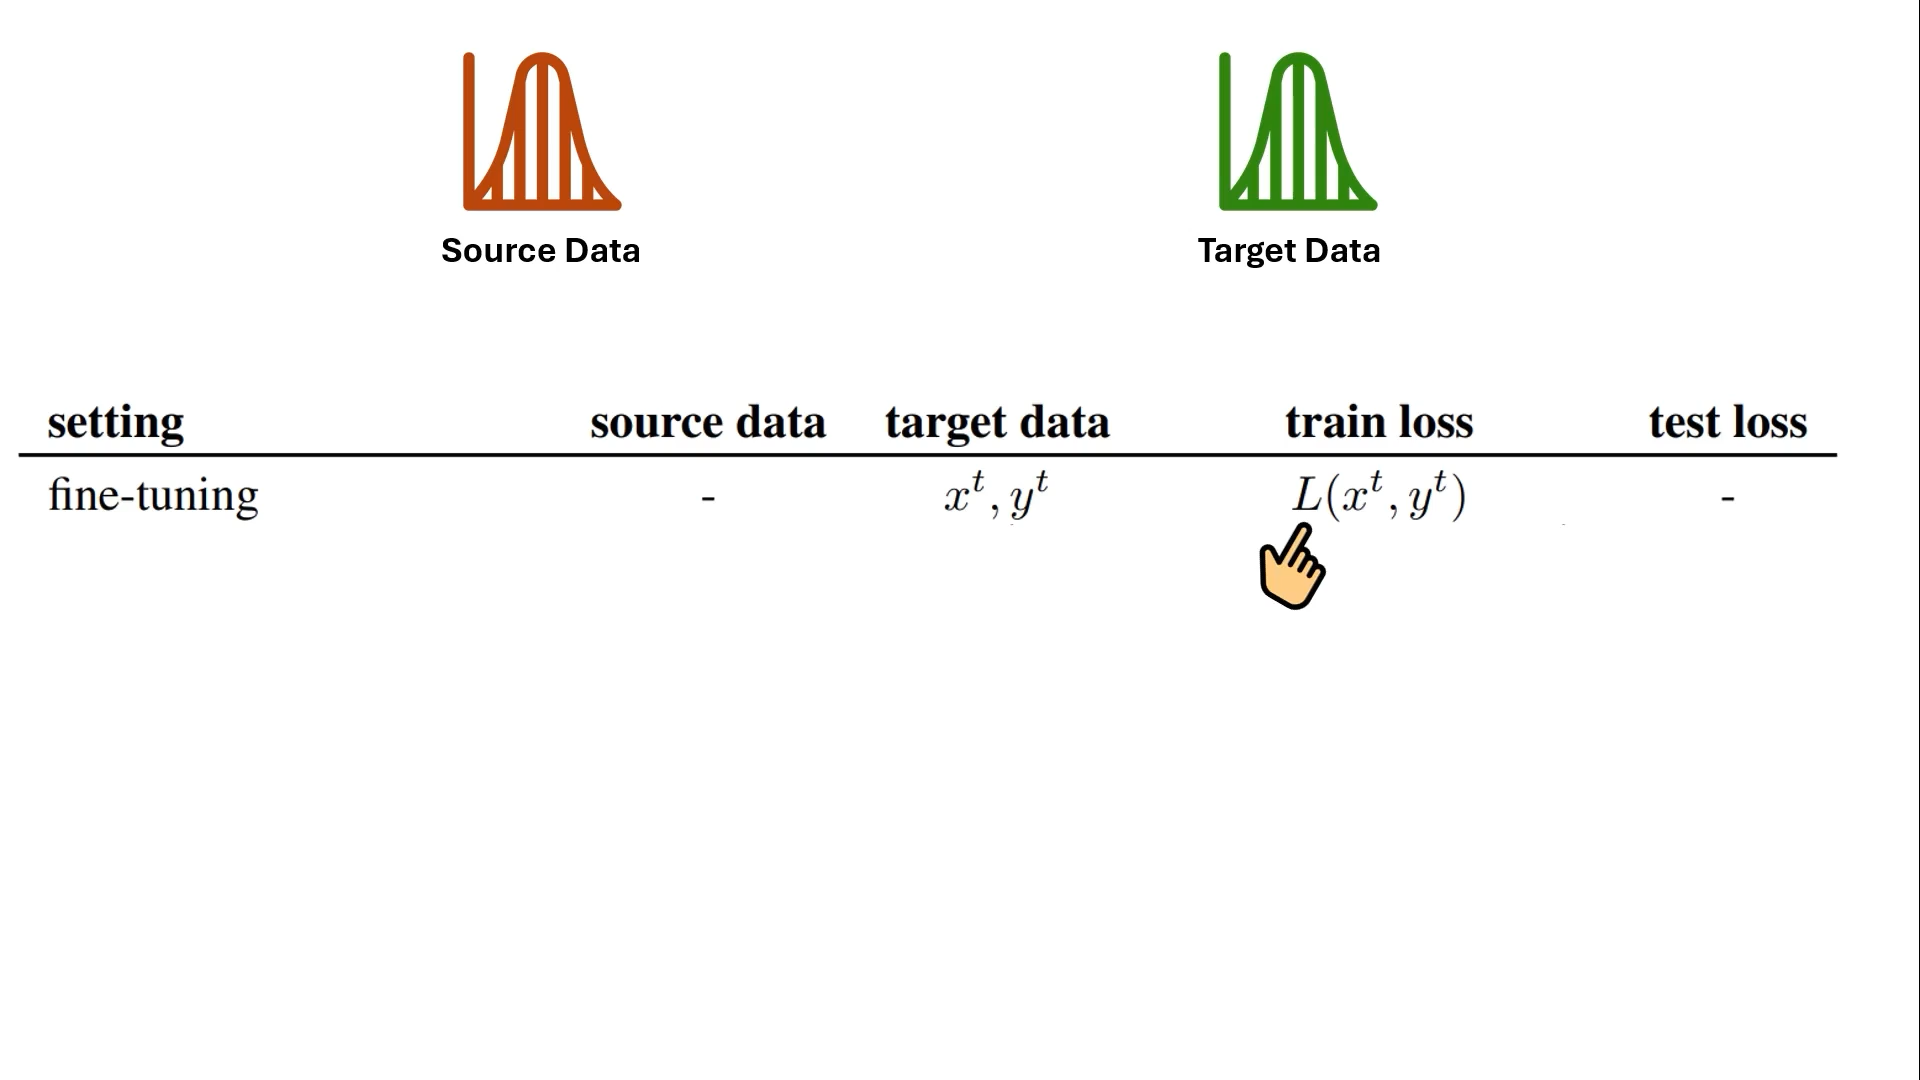 Source Data Target Data
setting source data target data train loss test loss
fine-tuning - x^t, y^t L(x^t, y^t) -